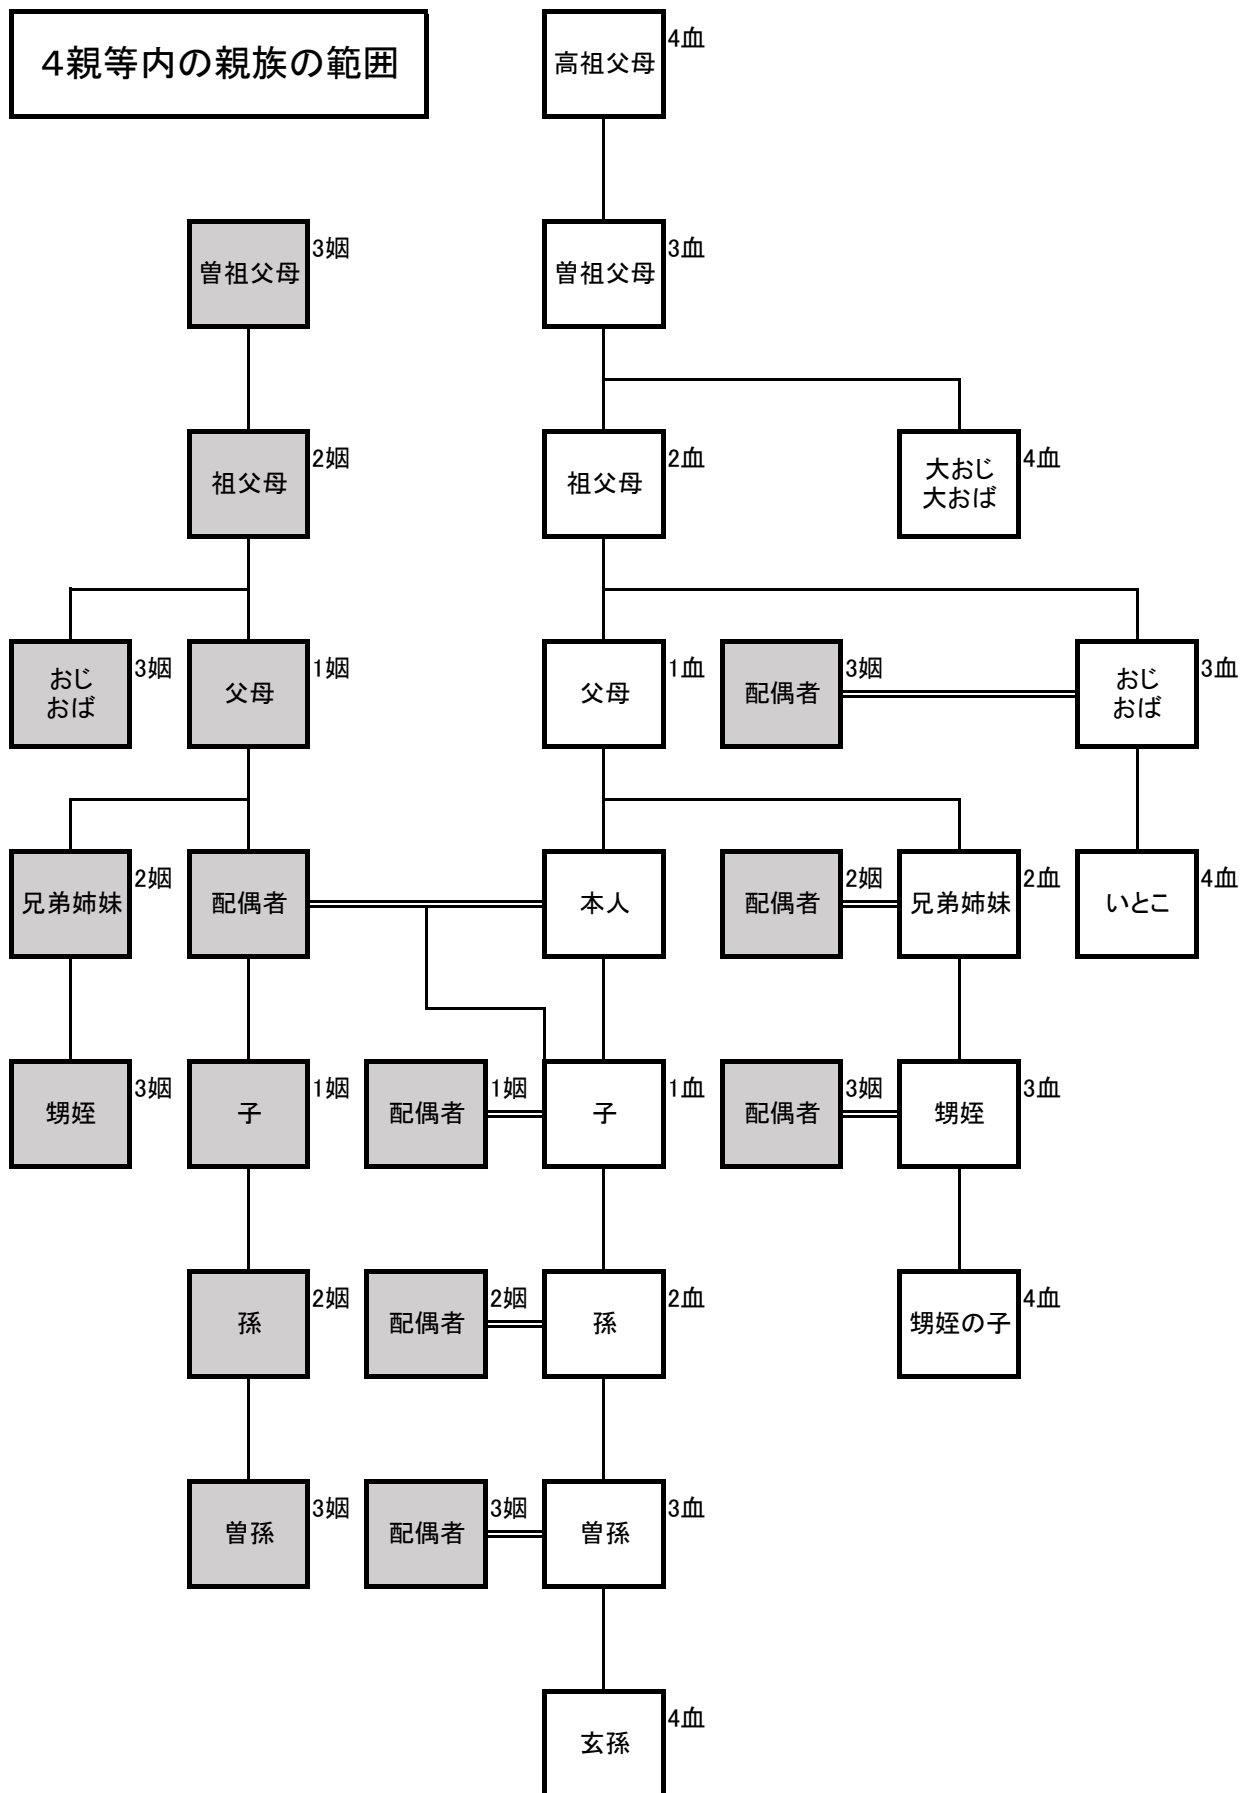 ４親等内の親族の範囲
高祖父母
4血
曽祖父母
3姻
曽祖父母
3血
祖父母
2姻
祖父母
2血
大おじ
大おば
4血
おじ
おば
3姻
父母
1姻
父母
1血
配偶者
3姻
おじ
おば
3血
兄弟姉妹
2姻
配偶者
本人
配偶者
2姻
兄弟姉妹
2血
いとこ
4血
甥姪
3姻
子
1姻
配偶者
1姻
子
1血
配偶者
3姻
甥姪
3血
孫
2姻
配偶者
2姻
孫
2血
甥姪の子
4血
曽孫
3姻
配偶者
3姻
曽孫
3血
玄孫
4血